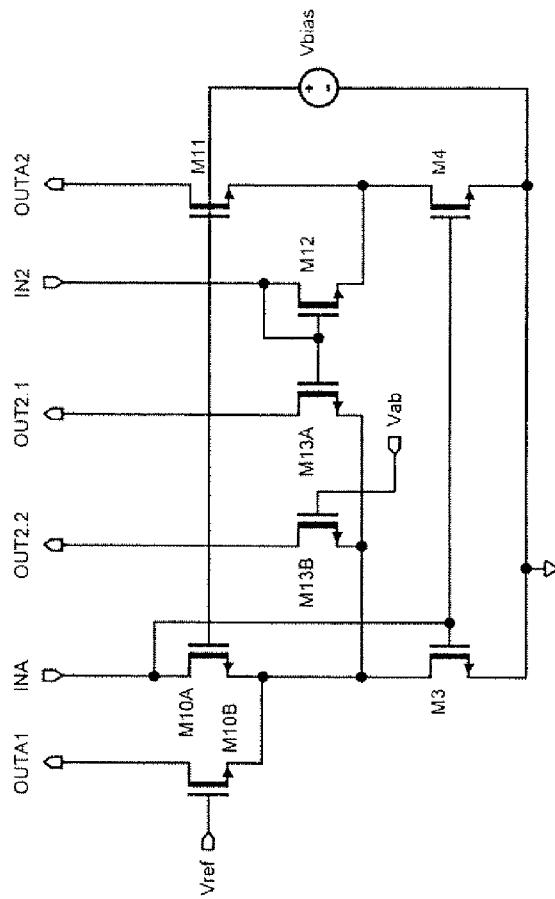 OUTA1
INA
OUT2.2
OUT2.1
IN2
OUTA2
Vref
M10B
M10A
M13B
M13A
M12
M11
Vbias
+
-
Vab
M3
M4